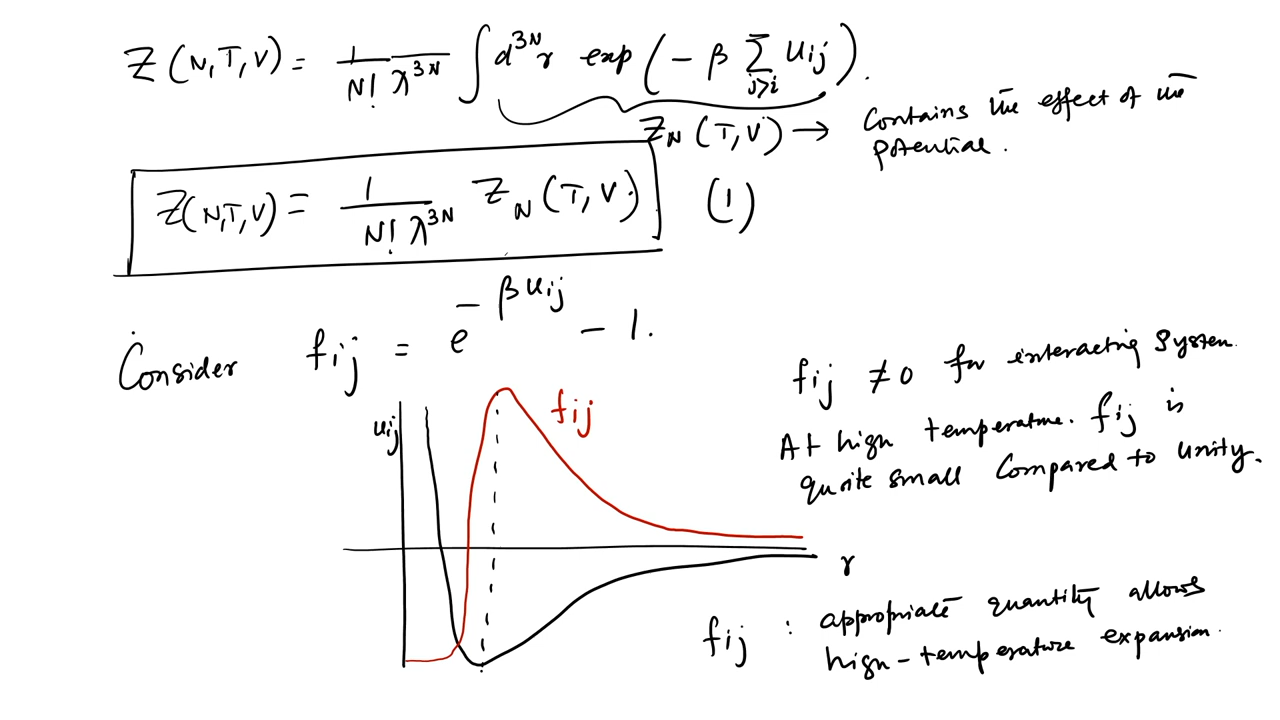 Z(N,T,V) = 1/(N! λ^{3N}) ∫ d^{3N}r exp(-β Σ_{j>i} u_{ij}).
Z_N(T,V) → Contains the effect of the
potential.
Z(N,T,V) = 1/(N! λ^{3N}) Z_N(T,V) (1)
Consider f_{ij} = e^{-βu_{ij}} - 1.
f_{ij} ≠ 0 for interacting system.
At high temperature. f_{ij} is
quite small compared to unity.
u_{ij}
f_{ij}
r
f_{ij} : appropriate quantity allows
high-temperature expansion.